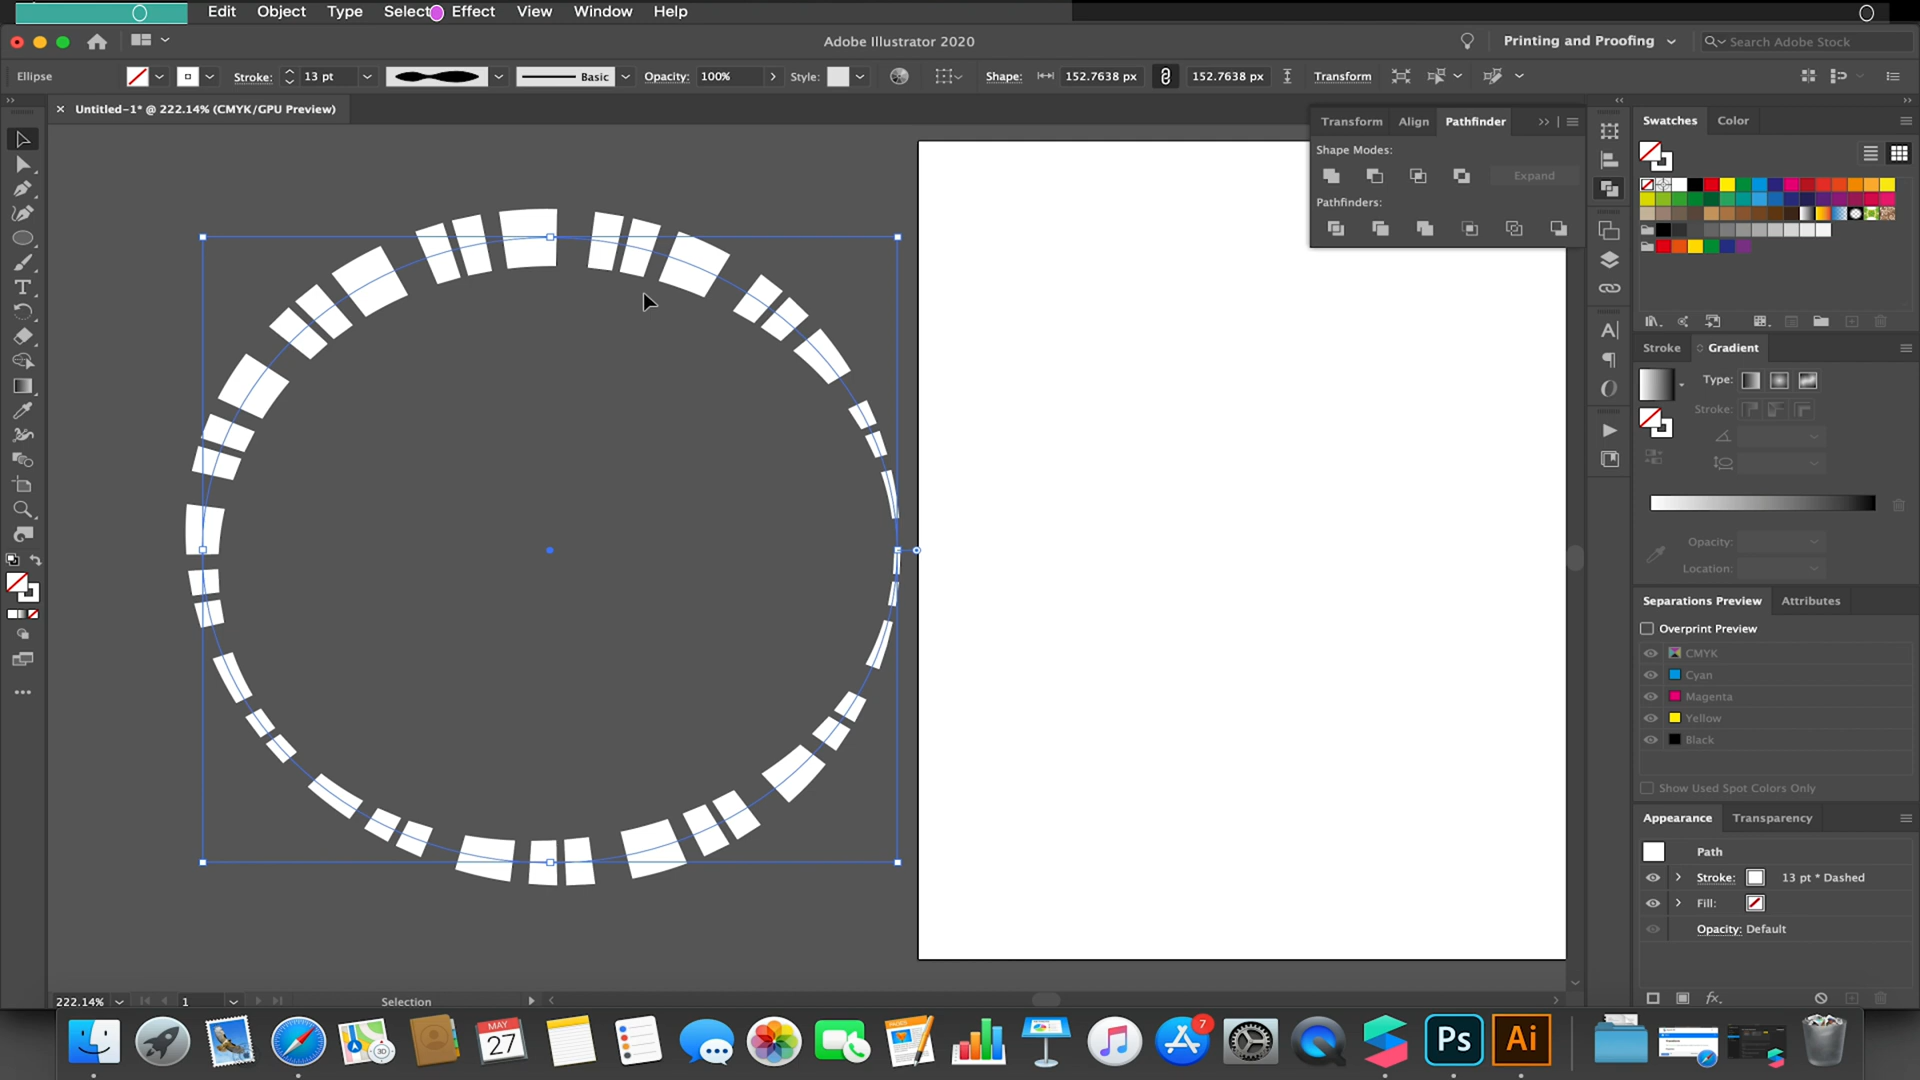 Edit Object Type Select Effect View Window Help
Adobe Illustrator 2020
Printing and Proofing
Search Adobe Stock
Ellipse Stroke: 13 pt Basic Opacity: 100% Style: Shape: 152.7638 px 152.7638 px Transform
Untitled-1* @ 222.14% (CMYK/GPU Preview)
Transform Align Pathfinder
Shape Modes:
Expand
Pathfinders:
Swatches Color
Stroke Gradient
Type:
Stroke:
Opacity:
Location:
Separations Preview Attributes
Overprint Preview
CMYK
Cyan
Magenta
Yellow
Black
Show Used Spot Colors Only
Appearance Transparency
Path
Stroke: 13 pt * Dashed
Fill:
Opacity: Default
fx
222.14% 1 Selection
MAY
27
3D
PAGES
7
Ps
Ai